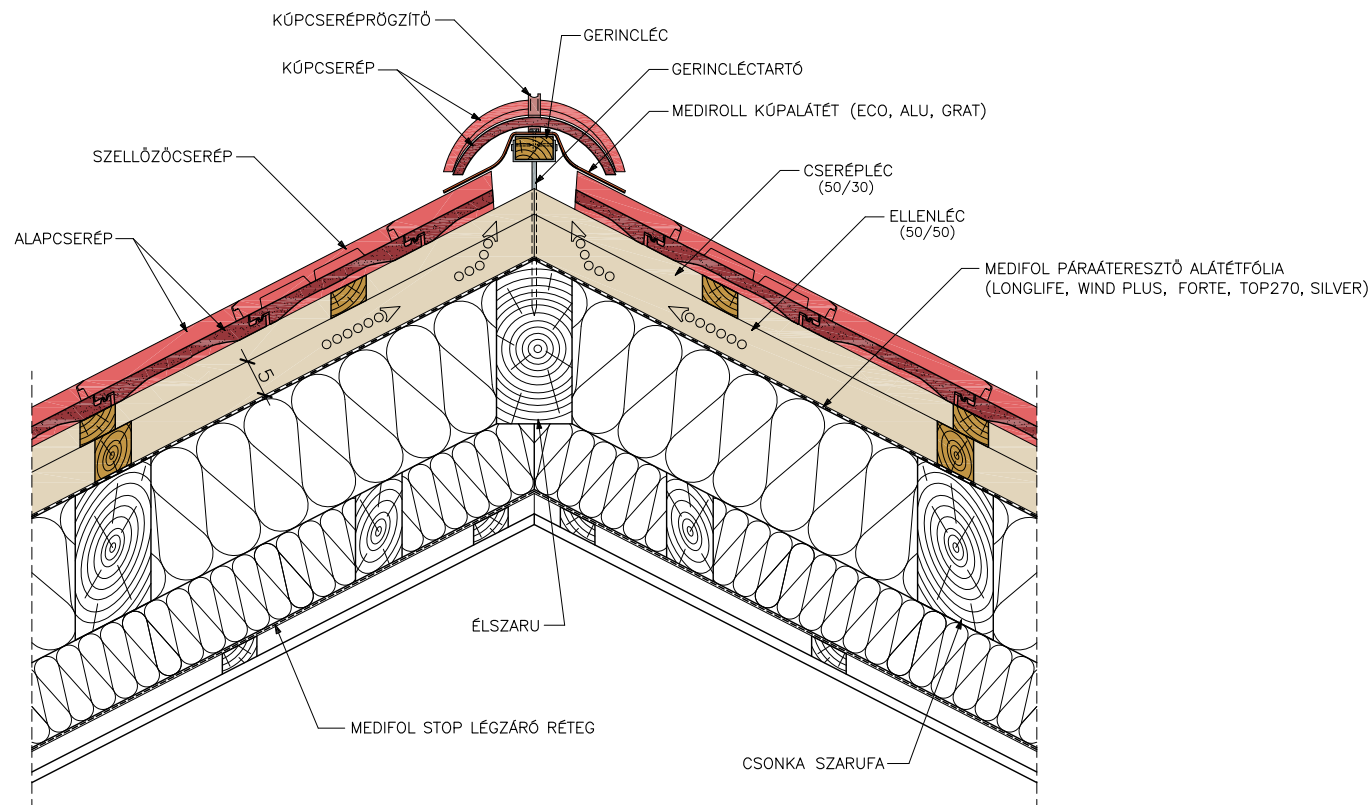 KÚPCSERÉPRÖGZÍTŐ
GERINCLÉC
KÚPCSERÉP
GERINCLÉCTARTÓ
MEDIROLL KÚPALÁTÉT (ECO, ALU, GRAT)
SZELLŐZŐCSERÉP
CSERÉPLÉC
(50/30)
ELLENLÉC
(50/50)
ALAPCSERÉP
MEDIFOL PÁRAÁTERESZTŐ ALÁTÉTFÓLIA
(LONGLIFE, WIND PLUS, FORTE, TOP270, SILVER)
5
ÉLSZARU
MEDIFOL STOP LÉGZÁRÓ RÉTEG
CSONKA SZARUFA